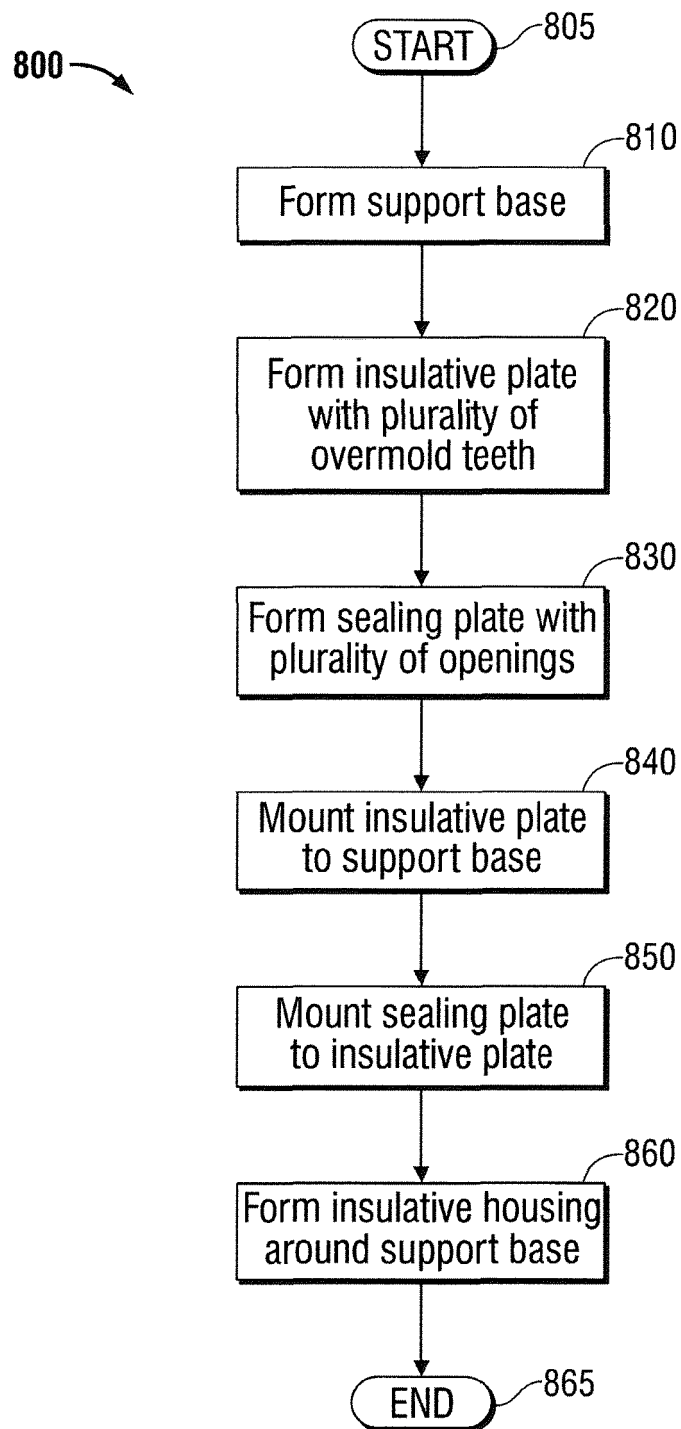 800
START
805
810
Form support base
820
Form insulative plate
with plurality of
overmold teeth
830
Form sealing plate with
plurality of openings
840
Mount insulative plate
to support base
850
Mount sealing plate
to insulative plate
860
Form insulative housing
around support base
END
865